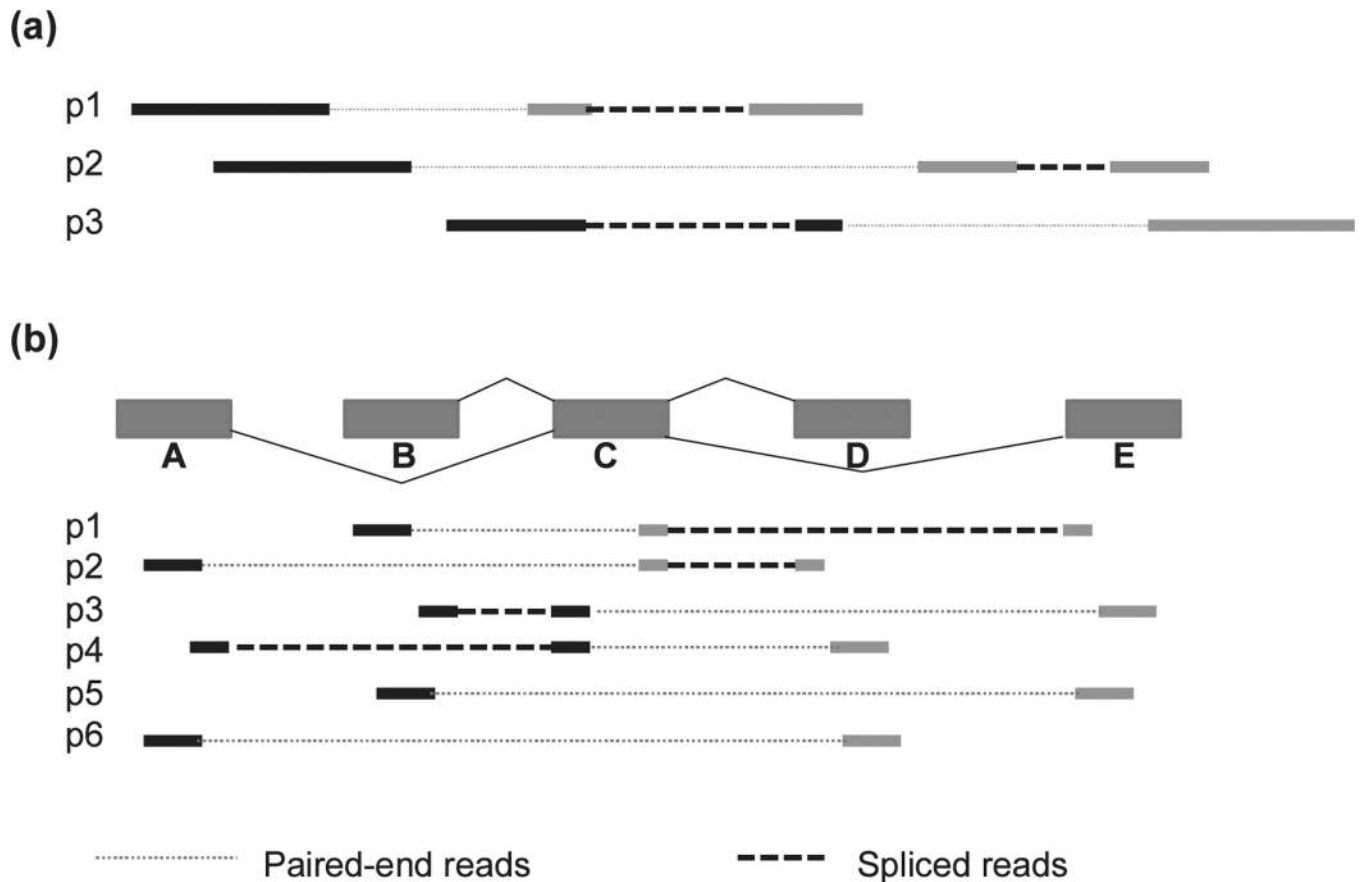 (a)
p1
p2
p3
(b)
A B C D E
p1
p2
p3
p4
p5
p6
Paired-end reads Spliced reads